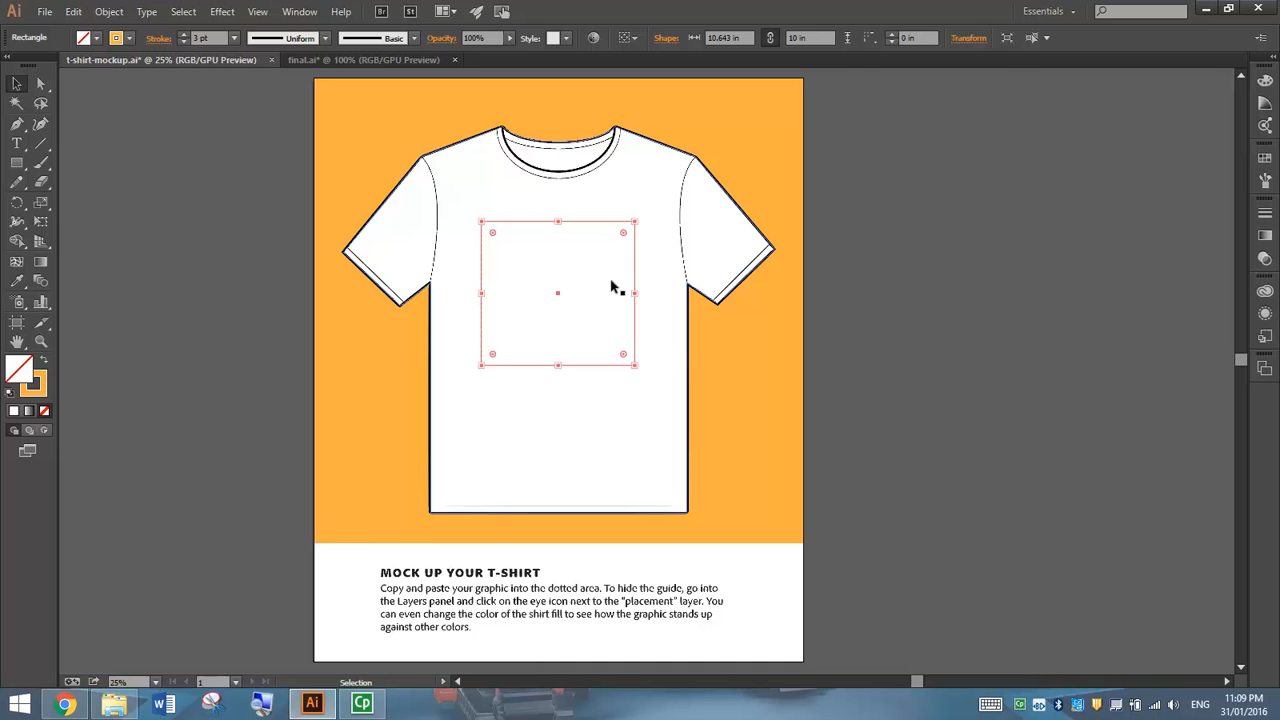 Ai File Edit Object Type Select Effect View Window Help Br St Essentials
Rectangle Stroke: 3 pt Uniform Basic Opacity: 100% Style: Shape: 10.643 in 10 in 0 in Transform
t-shirt-mockup.ai* @ 25% (RGB/GPU Preview) × final.ai* @ 100% (RGB/GPU Preview) ×
MOCK UP YOUR T-SHIRT
Copy and paste your graphic into the dotted area. To hide the guide, go into
the Layers panel and click on the eye icon next to the “placement” layer. You
can even change the color of the shirt fill to see how the graphic stands up
against other colors.
25% 1 Selection
Ai Cp ENG 11:09 PM
31/01/2016